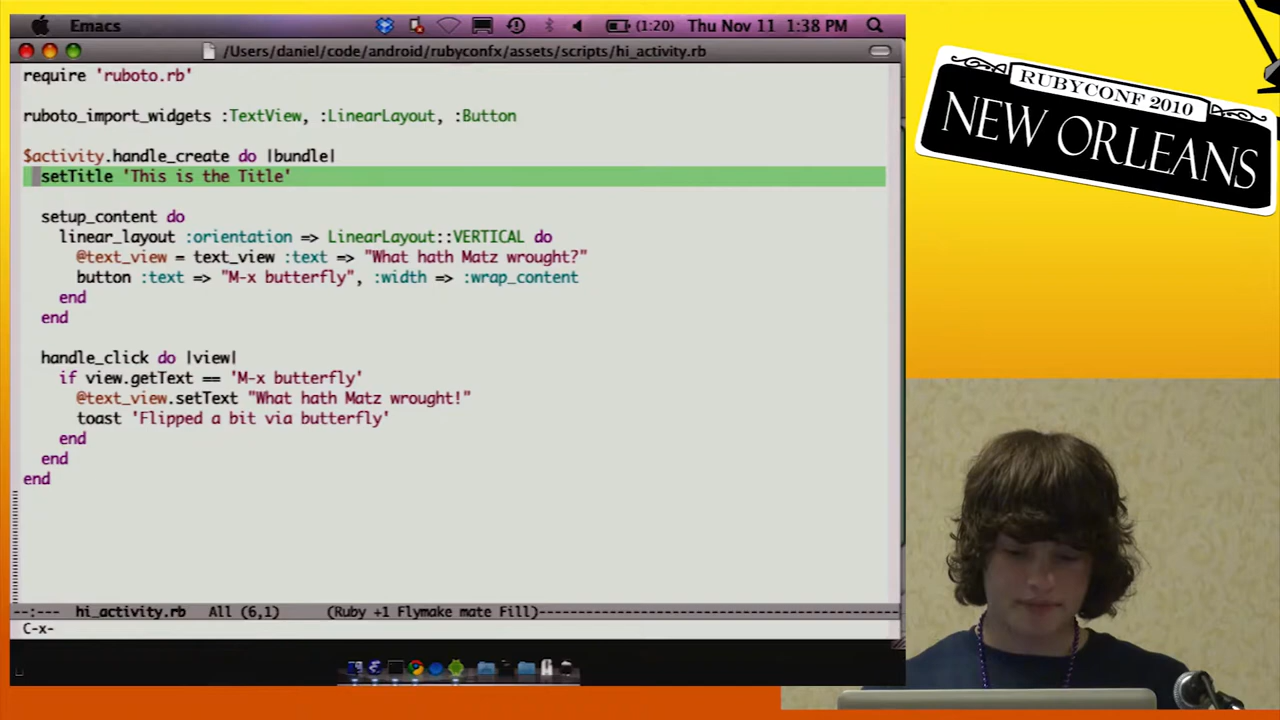 Emacs (1:20) Thu Nov 11 1:38 PM
/Users/daniel/code/android/rubyconfx/assets/scripts/hi_activity.rb
require 'ruboto.rb'
ruboto_import_widgets :TextView, :LinearLayout, :Button
$activity.handle_create do |bundle|
setTitle 'This is the Title'
setup_content do
linear_layout :orientation => LinearLayout::VERTICAL do
@text_view = text_view :text => "What hath Matz wrought?"
button :text => "M-x butterfly", :width => :wrap_content
end
end
handle_click do |view|
if view.getText == 'M-x butterfly'
@text_view.setText "What hath Matz wrought!"
toast 'Flipped a bit via butterfly'
end
end
end
--:--- hi_activity.rb All (6,1) (Ruby +1 Flymake mate Fill)
C-x-
RUBYCONF 2010
NEW ORLEANS